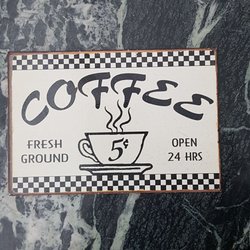 COFFEE
FRESH
GROUND
5¢
OPEN
24 HRS